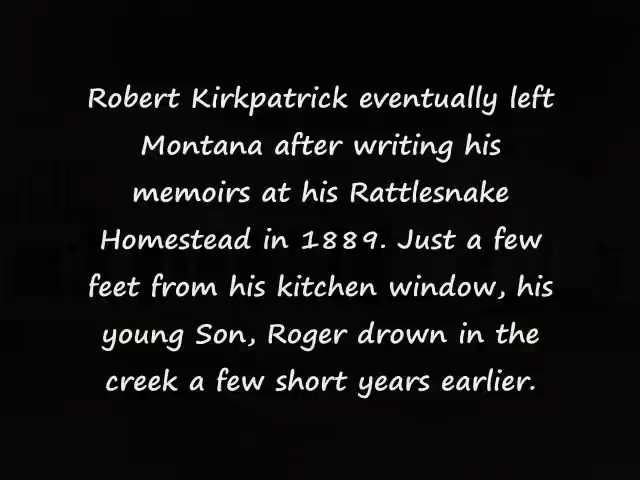 Robert Kirkpatrick eventually left
Montana after writing his
memoirs at his Rattlesnake
Homestead in 1889. Just a few
feet from his kitchen window, his
young Son, Roger drown in the
creek a few short years earlier.